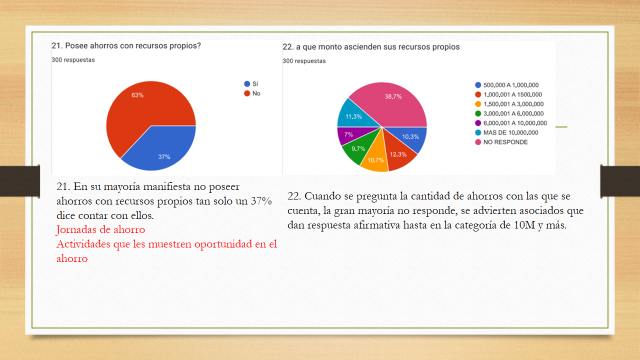 21. Posee ahorros con recursos propios?
300 respuestas
Sí
No
63%
37%
22. a que monto ascienden sus recursos propios
300 respuestas
500,000 A 1,000,000
1,000,001 A 1500,000
1,500,001 A 3,000,000
3,000,001 A 6,000,000
6,000,001 A 10,000,000
MAS DE 10,000,000
NO RESPONDE
38,7%
11,3%
7%
9,7%
10,7%
12,3%
10,3%
21. En su mayoría manifiesta no poseer
ahorros con recursos propios tan solo un 37%
dice contar con ellos.
Jornadas de ahorro
Actividades que les muestren oportunidad en el
ahorro
22. Cuando se pregunta la cantidad de ahorros con las que se
cuenta, la gran mayoría no responde, se advierten asociados que
dan respuesta afirmativa hasta en la categoría de 10M y más.